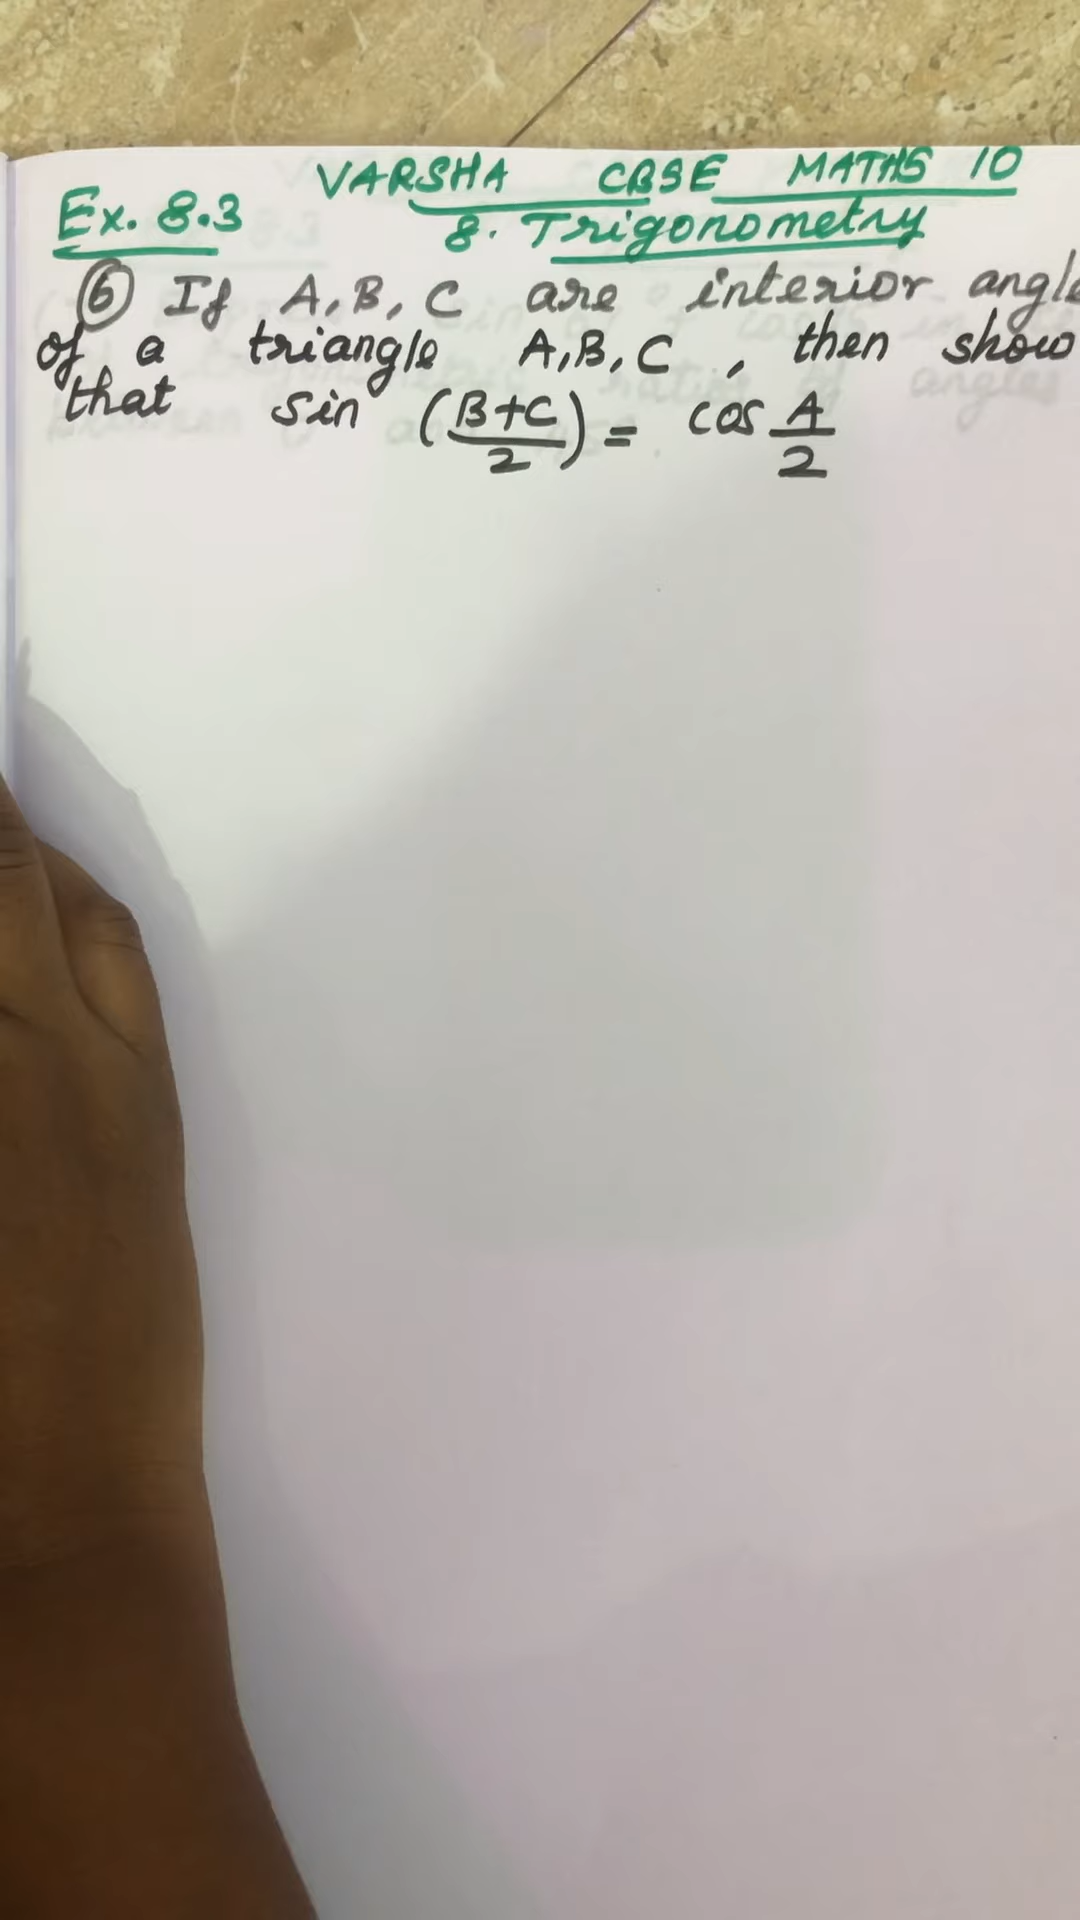 VARSHA CBSE MATHS 10
Ex. 8.3 8. Trigonometry
⑥ If A, B, C are interior angle
of a triangle A, B, C, then show
that sin ((B+C)/2) = cos A/2